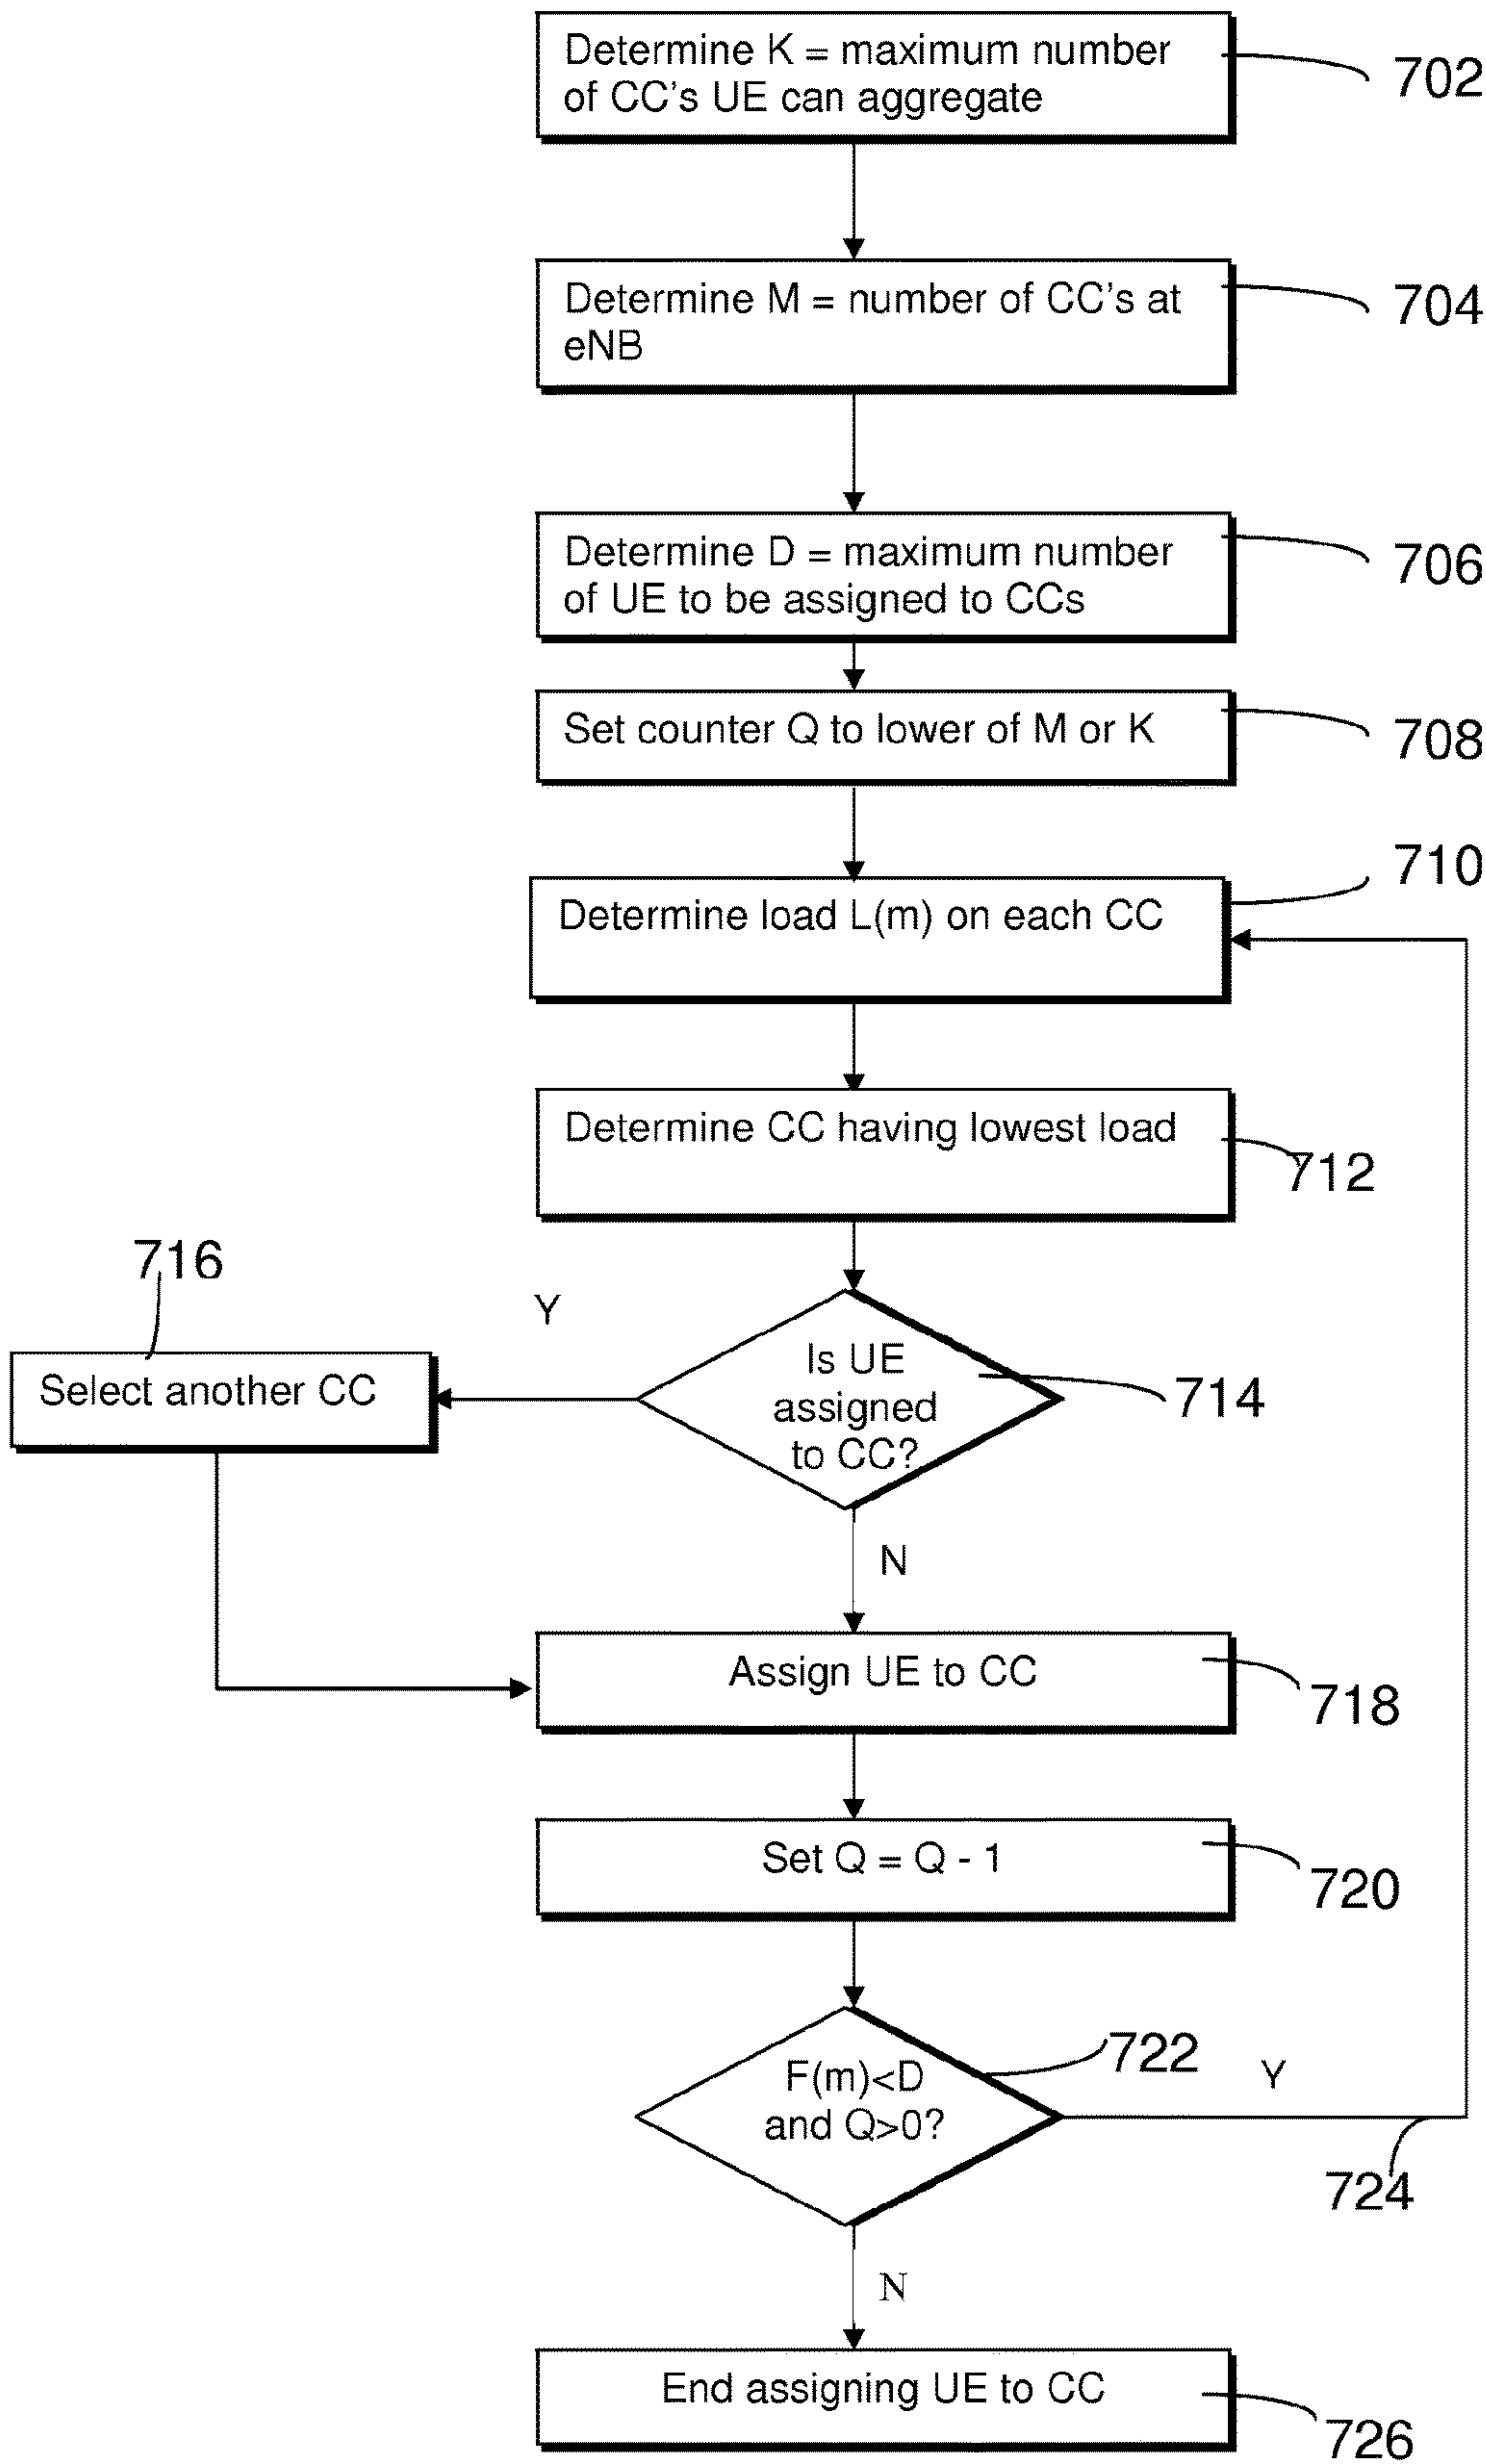 Determine K = maximum number
of CC's UE can aggregate
702
Determine M = number of CC's at
eNB
704
Determine D = maximum number
of UE to be assigned to CCs
706
Set counter Q to lower of M or K
708
710
Determine load L(m) on each CC
Determine CC having lowest load
712
716
Y
Select another CC
Is UE
assigned
to CC?
714
N
Assign UE to CC
718
Set Q = Q - 1
720
F(m)<D
and Q>0?
722
Y
724
N
End assigning UE to CC
726